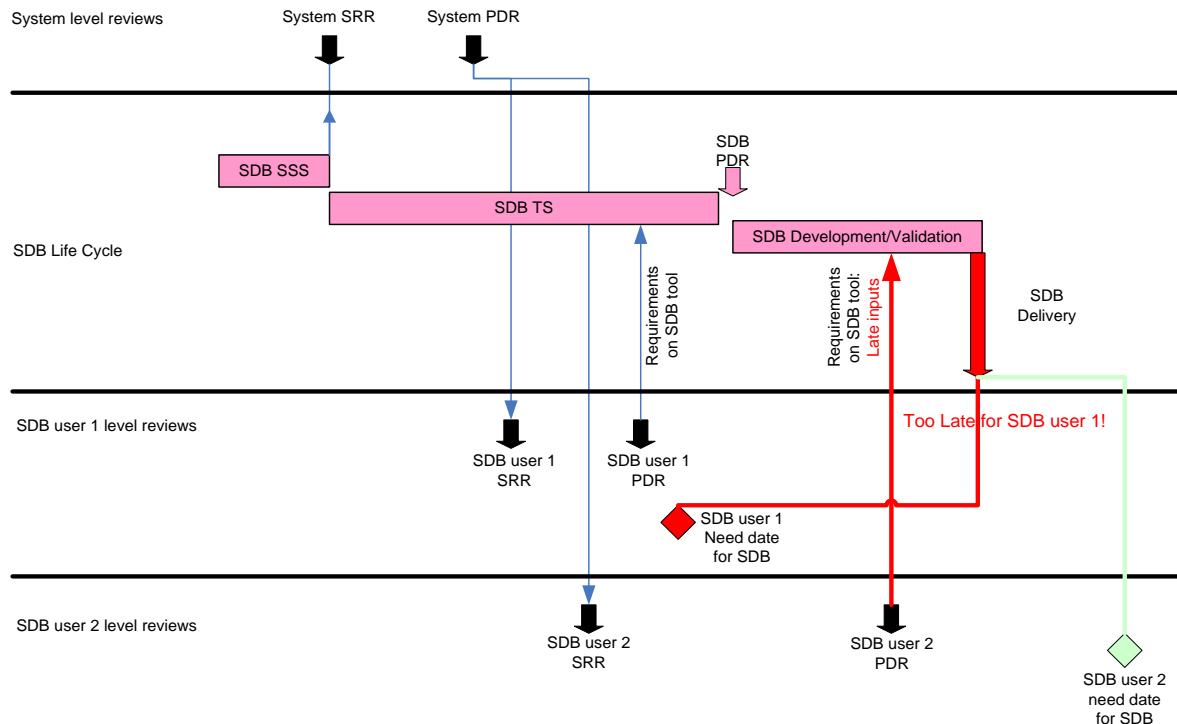 System level reviews
System SRR
System PDR
SDB
PDR
SDB SSS
SDB TS
SDB Development/Validation
SDB Life Cycle
Requirements
on SDB tool
Requirements
on SDB tool:
Late inputs
SDB
Delivery
SDB user 1 level reviews
Too Late for SDB user 1!
SDB user 1
SRR
SDB user 1
PDR
SDB user 1
Need date
for SDB
SDB user 2 level reviews
SDB user 2
SRR
SDB user 2
PDR
SDB user 2
need date
for SDB